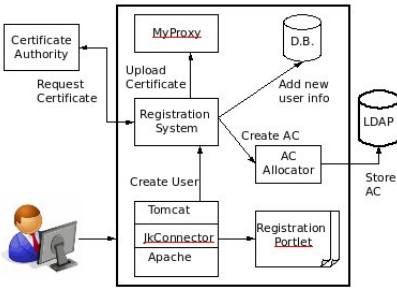 MyProxy
D.B.
Certificate
Authority
Request
Certificate
Upload
Certificate
Add new
user info
Registration
System
LDAP
Create AC
AC
Allocator
Store
AC
Create User
Tomcat
JkConnector
Apache
Registration
Portlet